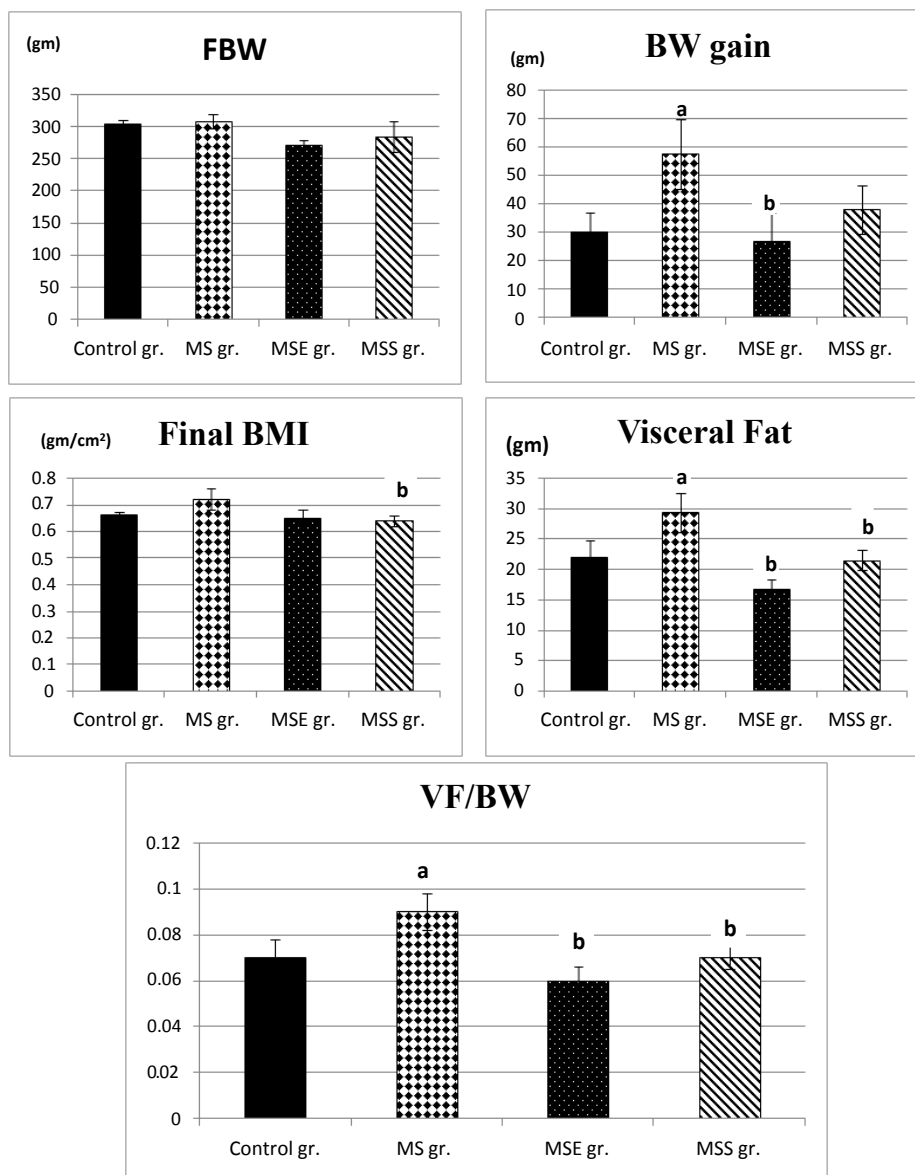 FBW
(gm)
350
300
250
200
150
100
50
0
Control gr. MS gr. MSE gr. MSS gr.
BW gain
(gm)
80
70
60
50
40
30
20
10
0
a
b
Control gr. MS gr. MSE gr. MSS gr.
Final BMI
(gm/cm²)
0.8
0.7
0.6
0.5
0.4
0.3
0.2
0.1
0
b
Control gr. MS gr. MSE gr. MSS gr.
Visceral Fat
(gm)
35
30
25
20
15
10
5
0
a
b
b
Control gr. MS gr. MSE gr. MSS gr.
VF/BW
0.12
0.1
0.08
0.06
0.04
0.02
0
a
b
b
Control gr. MS gr. MSE gr. MSS gr.